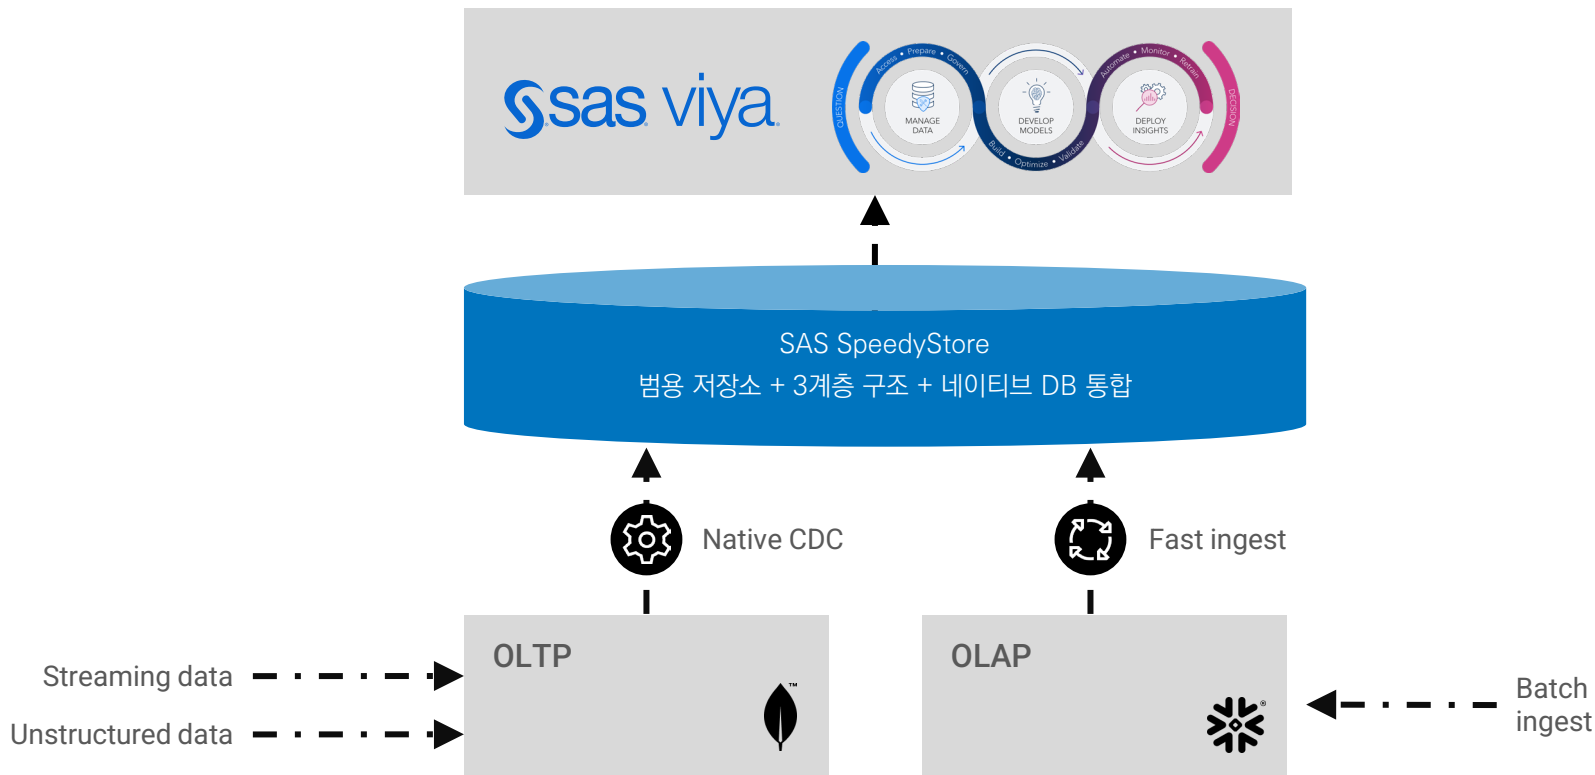 sas viya
QUESTION
Access • Prepare • Govern
MANAGE
DATA
DEVELOP
MODELS
Build • Optimize • Validate
Automate • Monitor • Retrain
DEPLOY
INSIGHTS
DECISION
SAS SpeedyStore
범용 저장소 + 3계층 구조 + 네이티브 DB 통합
Native CDC
Fast ingest
OLTP
OLAP
Streaming data
Unstructured data
Batch
ingest